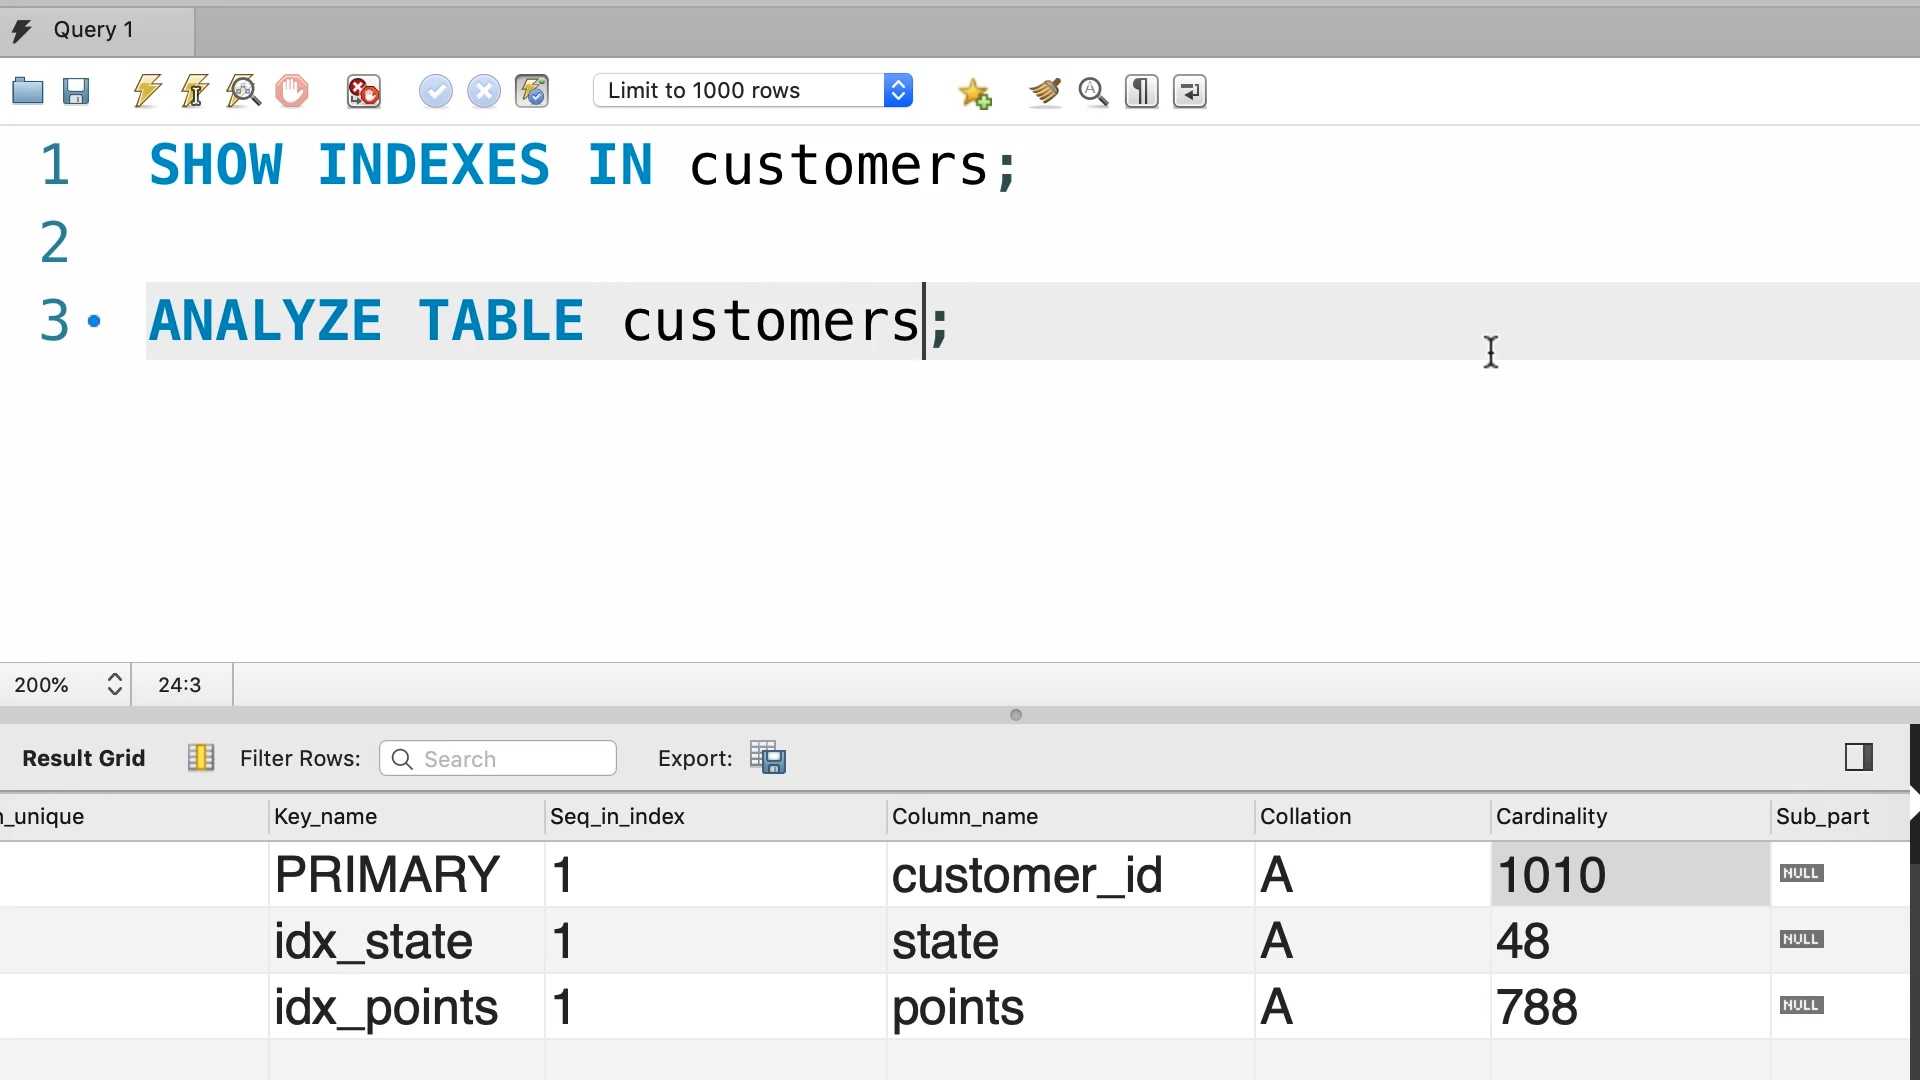 Query 1
Limit to 1000 rows
1 SHOW INDEXES IN customers;
2
3 ANALYZE TABLE customers;
200% 24:3
Result Grid Filter Rows: Search Export:
_unique Key_name Seq_in_index Column_name Collation Cardinality Sub_part
PRIMARY 1 customer_id A 1010 NULL
idx_state 1 state A 48 NULL
idx_points 1 points A 788 NULL